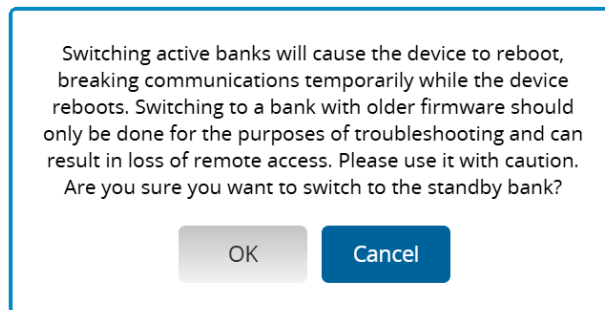 Switching active banks will cause the device to reboot,
breaking communications temporarily while the device
reboots. Switching to a bank with older firmware should
only be done for the purposes of troubleshooting and can
result in loss of remote access. Please use it with caution.
Are you sure you want to switch to the standby bank?
OK
Cancel